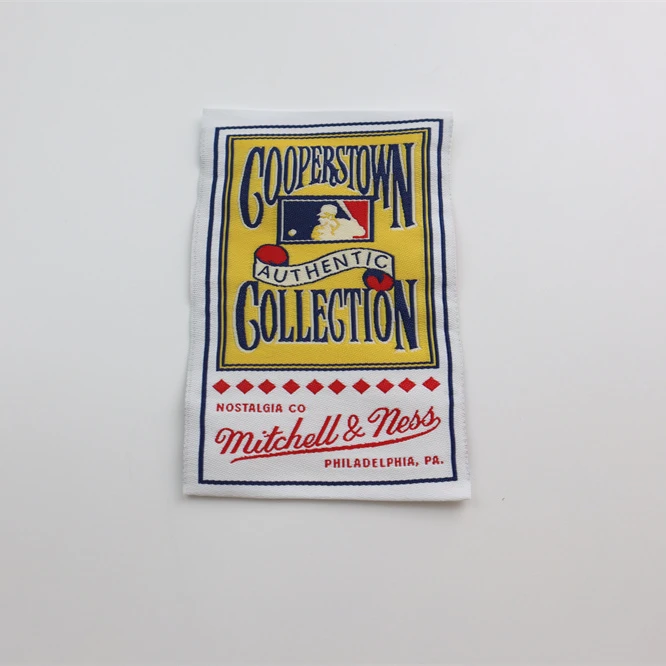 COOPERSTOWN
AUTHENTIC
COLLECTION
NOSTALGIA CO
Mitchell & Ness
PHILADELPHIA, PA.